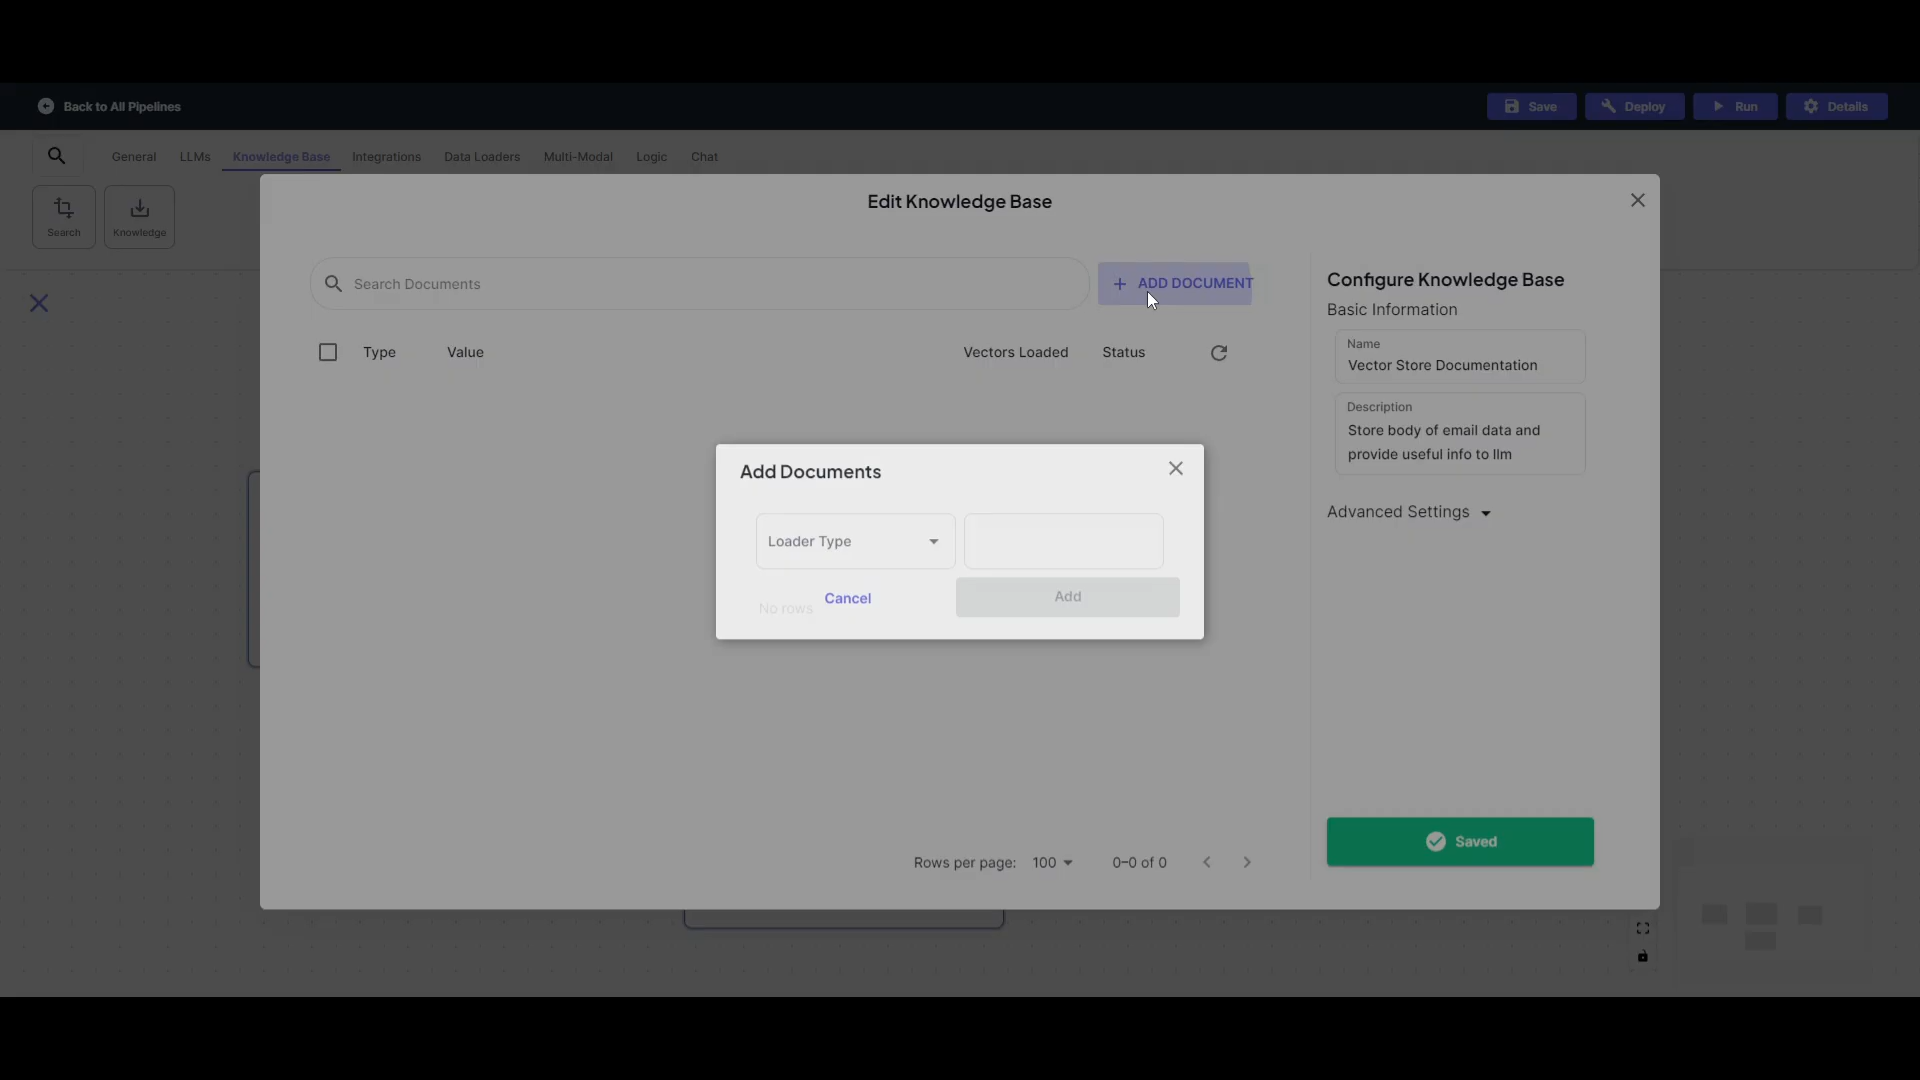 Back to All Pipelines
Save
Deploy
Run
Details
General
LLMs
Knowledge Base
Integrations
Data Loaders
Multi-Modal
Logic
Chat
Search
Knowledge
Edit Knowledge Base
Search Documents
ADD DOCUMENT
Type
Value
Vectors Loaded
Status
Configure Knowledge Base
Basic Information
Name
Vector Store Documentation
Description
Store body of email data and
provide useful info to llm
Advanced Settings
Add Documents
Loader Type
No rows
Cancel
Add
Rows per page: 100
0–0 of 0
Saved